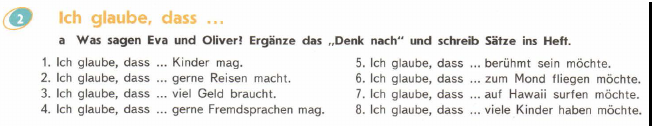 2 Ich glaube, dass ...
a Was sagen Eva und Oliver? Ergänze das „Denk nach" und schreib Sätze ins Heft.
1. Ich glaube, dass ... Kinder mag.
2. Ich glaube, dass ... gerne Reisen macht.
3. Ich glaube, dass ... viel Geld braucht.
4. Ich glaube, dass ... gerne Fremdsprachen mag.
5. Ich glaube, dass ... berühmt sein möchte.
6. Ich glaube, dass ... zum Mond fliegen möchte.
7. Ich glaube, dass ... auf Hawaii surfen möchte.
8. Ich glaube, dass ... viele Kinder haben möchte.